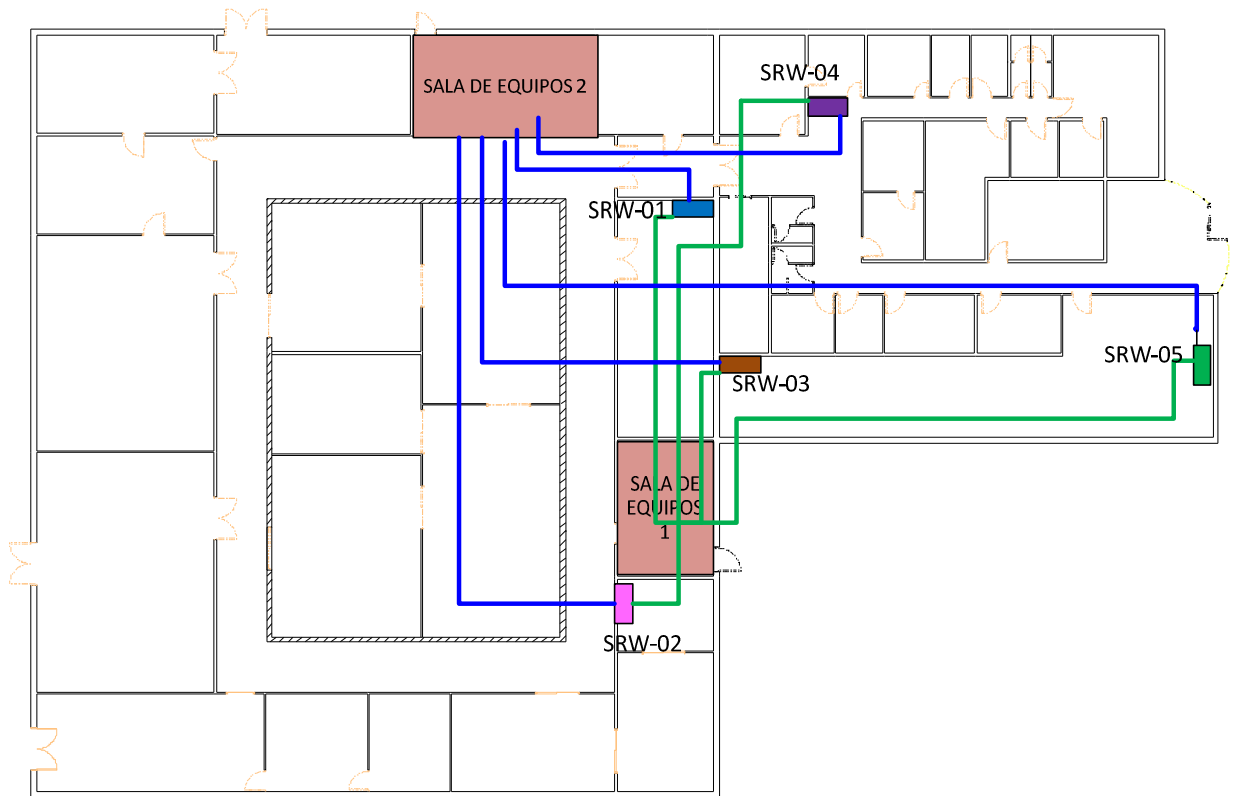 SRW-04
SALA DE EQUIPOS 2
SRW-01
SRW-05
SRW-03
SALA DE
EQUIPOS
1
SRW-02